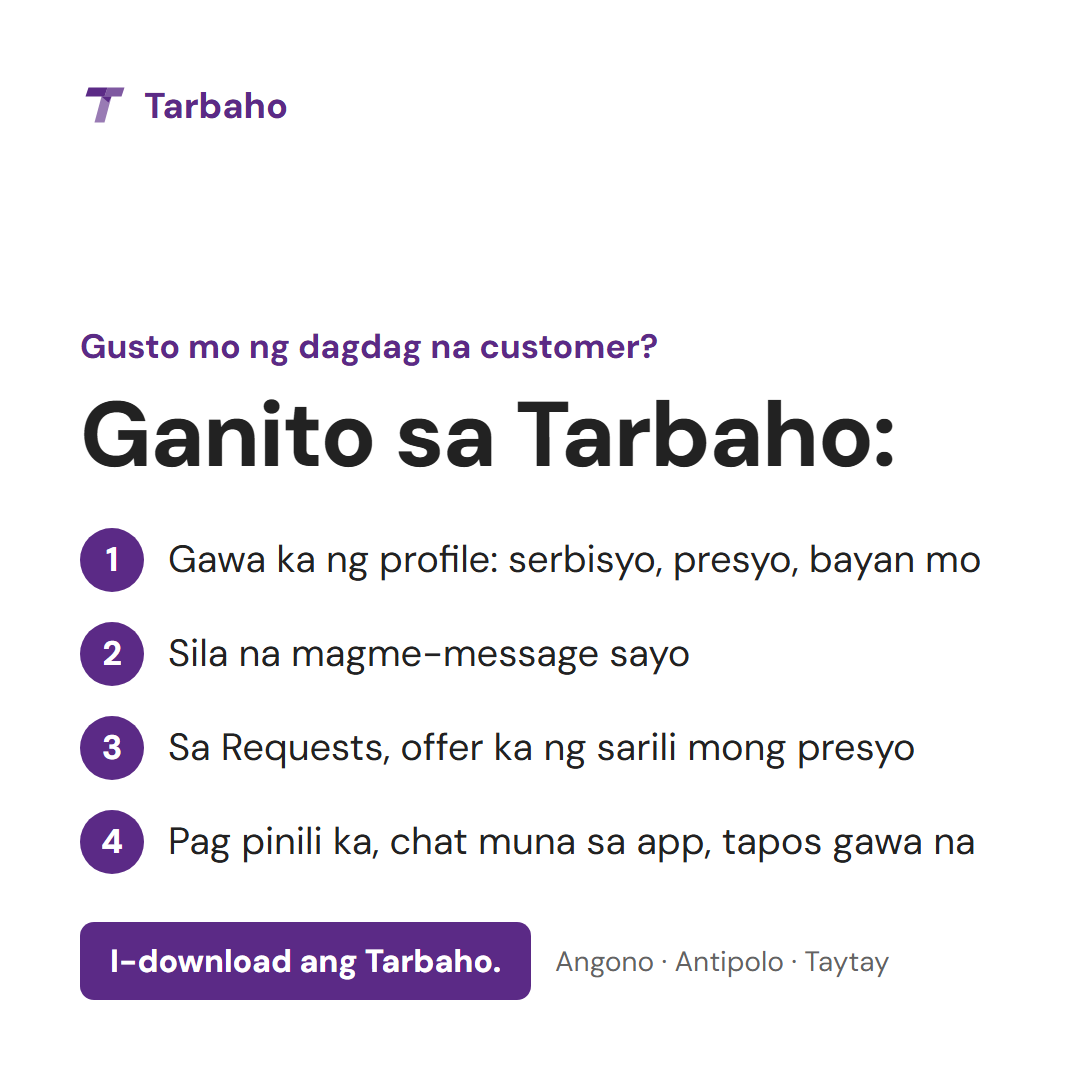 Tarbaho
Gusto mo ng dagdag na customer?
Ganito sa Tarbaho:
1 Gawa ka ng profile: serbisyo, presyo, bayan mo
2 Sila na magme-message sayo
3 Sa Requests, offer ka ng sarili mong presyo
4 Pag pinili ka, chat muna sa app, tapos gawa na
I-download ang Tarbaho. Angono · Antipolo · Taytay